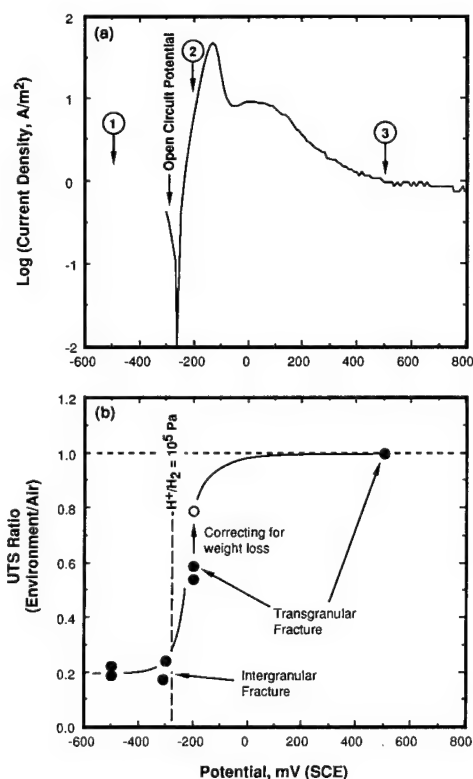 (a)
1
2
3
Open Circuit Potential
Log (Current Density, A/m²)
2
1
0
-1
-2
-600 -400 -200 0 200 400 600 800
(b)
H⁺/H₂ = 10⁵ Pa
UTS Ratio
(Environment/Air)
1.2
1.0
0.8
0.6
0.4
0.2
0.0
Correcting for
weight loss
Transgranular
Fracture
Intergranular
Fracture
-600 -400 -200 0 200 400 600 800
Potential, mV (SCE)